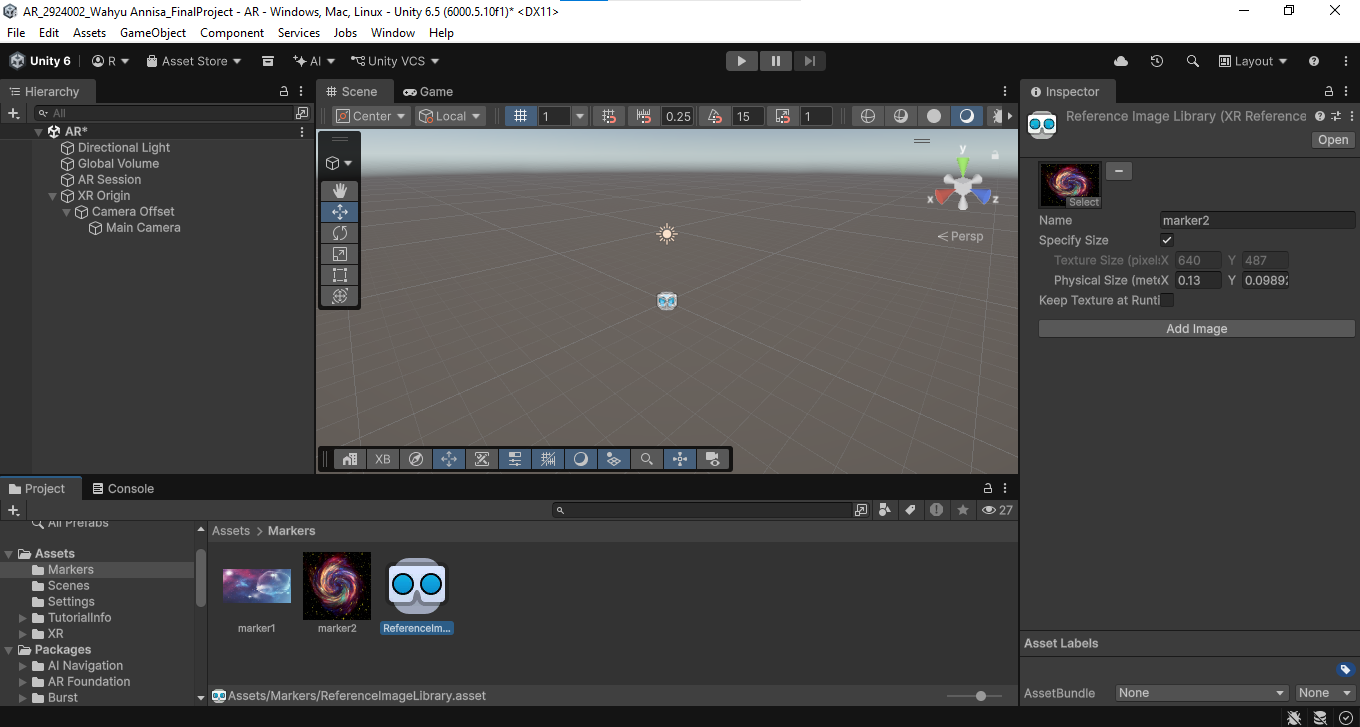 AR_2924002_Wahyu Annisa_FinalProject - AR - Windows, Mac, Linux - Unity 6.5 (6000.5.10f1)* <DX11>
File Edit Assets GameObject Component Services Jobs Window Help
Unity 6 R Asset Store AI Unity VCS Layout
Hierarchy
All
AR*
Directional Light
Global Volume
AR Session
XR Origin
Camera Offset
Main Camera
Scene Game
Center Local 1 0.25 15 1
y
x z
Persp
XB
Inspector
Reference Image Library (XR Reference
Open
Select
Name marker2
Specify Size
Texture Size (pixel: X 640 Y 487
Physical Size (mete X 0.13 Y 0.0989
Keep Texture at Runti
Add Image
Project Console
27
All Prefabs
Assets
Markers
Scenes
Settings
TutorialInfo
XR
Packages
AI Navigation
AR Foundation
Burst
Assets > Markers
marker1 marker2 ReferenceIm...
Assets/Markers/ReferenceImageLibrary.asset
Asset Labels
AssetBundle None None